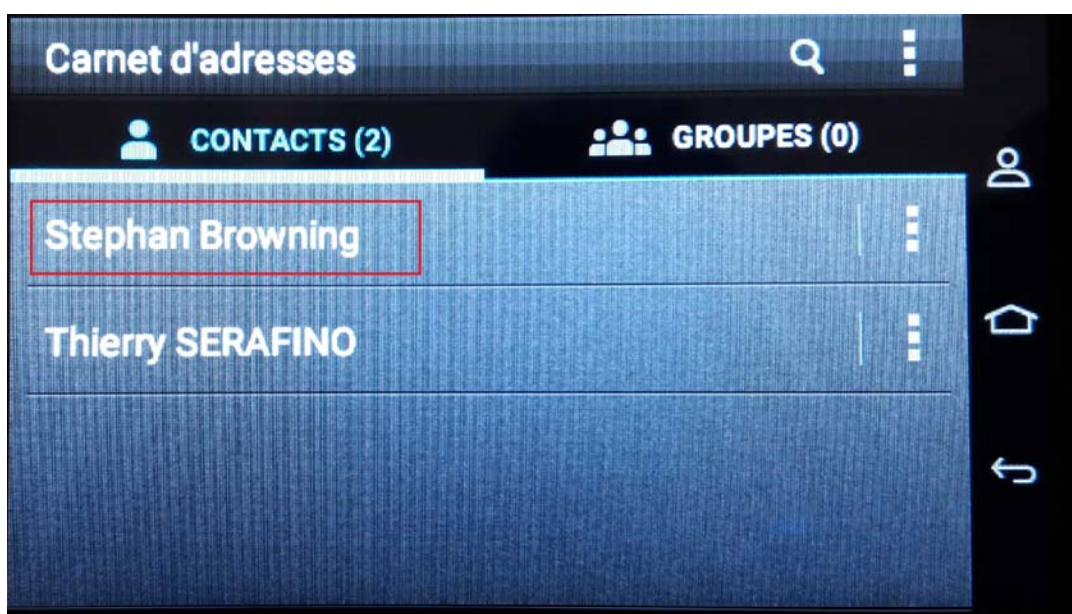 Carnet d'adresses
CONTACTS (2)
GROUPES (0)
Stephan Browning
Thierry SERAFINO